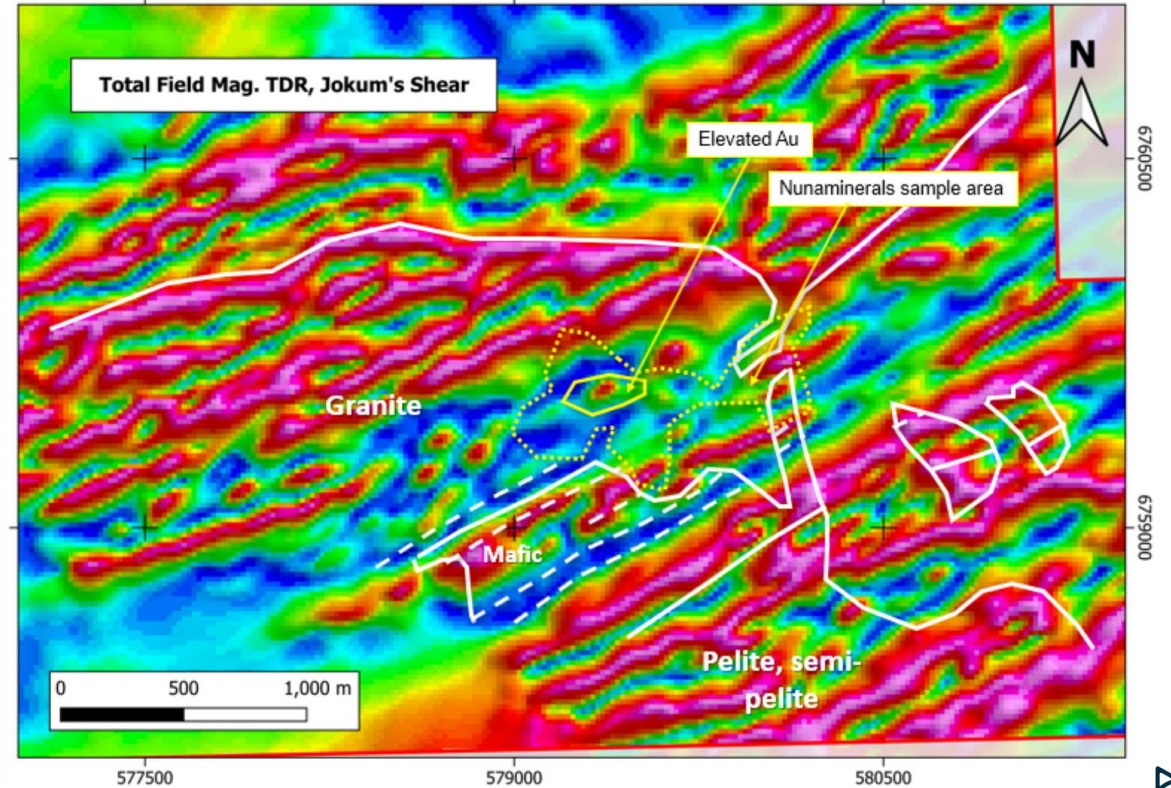 Total Field Mag. TDR, Jokum's Shear
N
Elevated Au
Nunaminerals sample area
6760500
Granite
Mafic
6759000
Pelite, semi-
pelite
0 500 1,000 m
577500 579000 580500